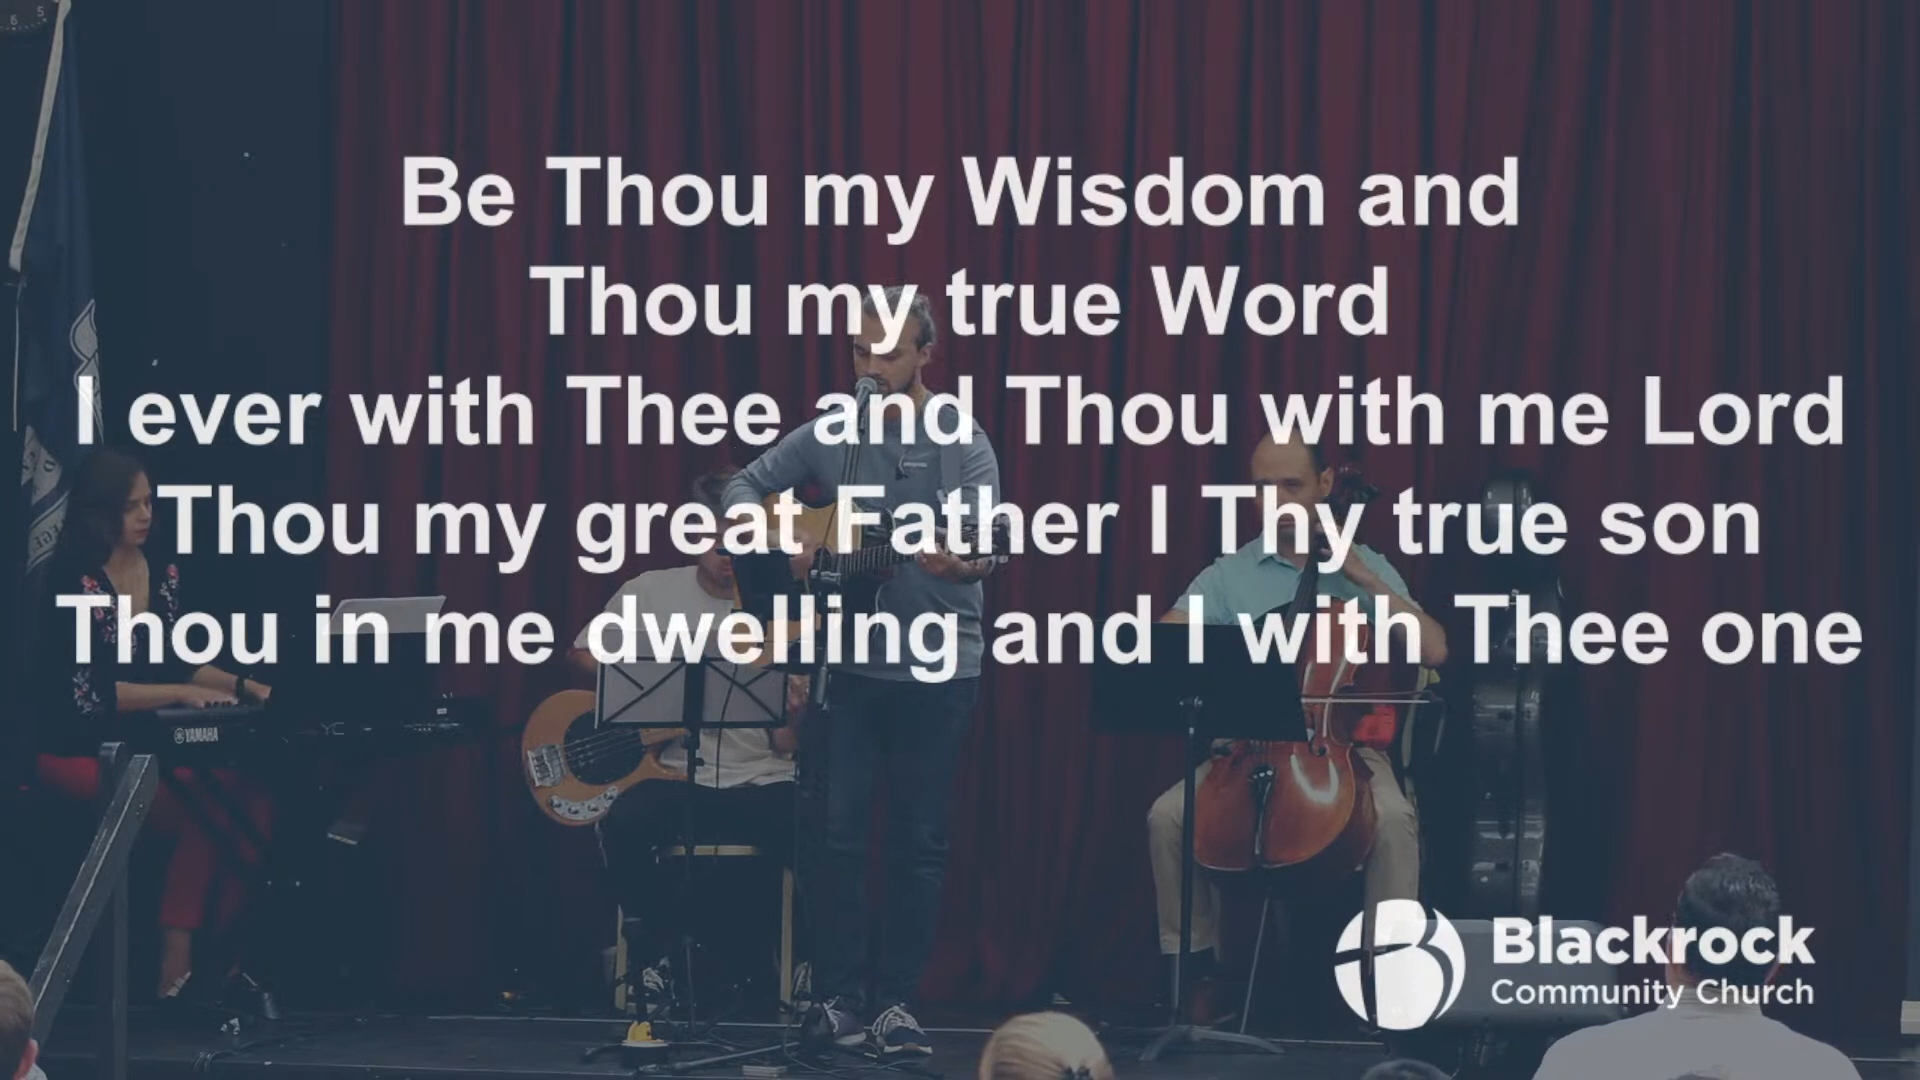 Be Thou my Wisdom and
Thou my true Word
I ever with Thee and Thou with me Lord
Thou my great Father I Thy true son
Thou in me dwelling and I with Thee one
YAMAHA
Blackrock
Community Church